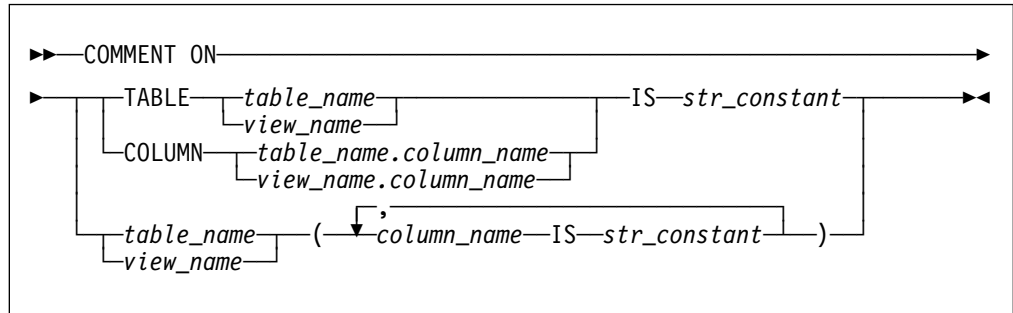 COMMENT ON
TABLE table_name IS str_constant
view_name
COLUMN table_name.column_name
view_name.column_name
,
table_name ( column_name IS str_constant )
view_name